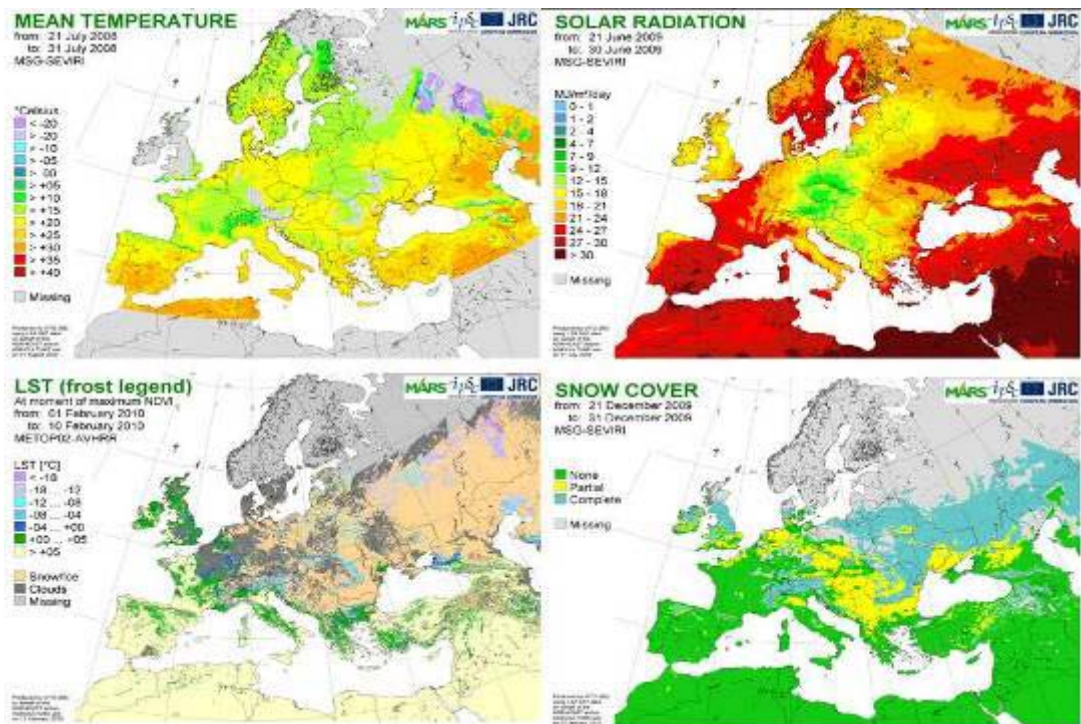 MEAN TEMPERATURE
from: 21 July 2008
to: 31 July 2008
MSG-SEVIRI
MARS
JRC
°Celsius
< -20
> -20
> -10
> -05
> -00
> +05
> +10
> +15
> +20
> +25
> +30
> +35
> +40
Missing
SOLAR RADIATION
from: 21 June 2009
to: 30 June 2009
MSG-SEVIRI
MARS
JRC
MJ/m²/day
0 - 1
1 - 2
2 - 4
4 - 7
7 - 9
9 - 12
12 - 15
15 - 18
18 - 21
21 - 24
24 - 27
27 - 30
> 30
Missing
LST (frost legend)
At moment of maximum NDVI
from: 01 February 2010
to: 10 February 2010
METOP02-AVHRR
MARS
JRC
LST [°C]
< -18
-18 ... -12
-12 ... -08
-08 ... -04
-04 ... +00
+00 ... +05
> +05
Snow/Ice
Clouds
Missing
SNOW COVER
from: 21 December 2009
to: 31 December 2009
MSG-SEVIRI
MARS
JRC
None
Partial
Complete
Missing